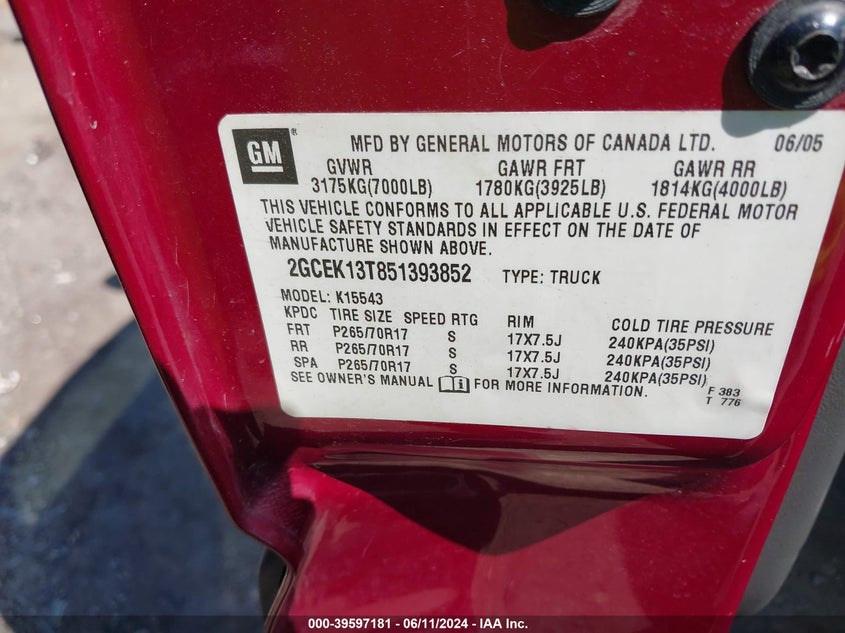 GM ® MFD BY GENERAL MOTORS OF CANADA LTD. 06/05
GVWR GAWR FRT GAWR RR
3175KG(7000LB) 1780KG(3925LB) 1814KG(4000LB)
THIS VEHICLE CONFORMS TO ALL APPLICABLE U.S. FEDERAL MOTOR
VEHICLE SAFETY STANDARDS IN EFFECT ON THE DATE OF
MANUFACTURE SHOWN ABOVE.
2GCEK13T851393852 TYPE: TRUCK
MODEL: K15543
KPDC TIRE SIZE SPEED RTG RIM COLD TIRE PRESSURE
FRT P265/70R17 S 17X7.5J 240KPA(35PSI)
RR P265/70R17 S 17X7.5J 240KPA(35PSI)
SPA P265/70R17 S 17X7.5J 240KPA(35PSI)
SEE OWNER'S MANUAL FOR MORE INFORMATION.
F 383
T 776
000-39597181 - 06/11/2024 - IAA Inc.